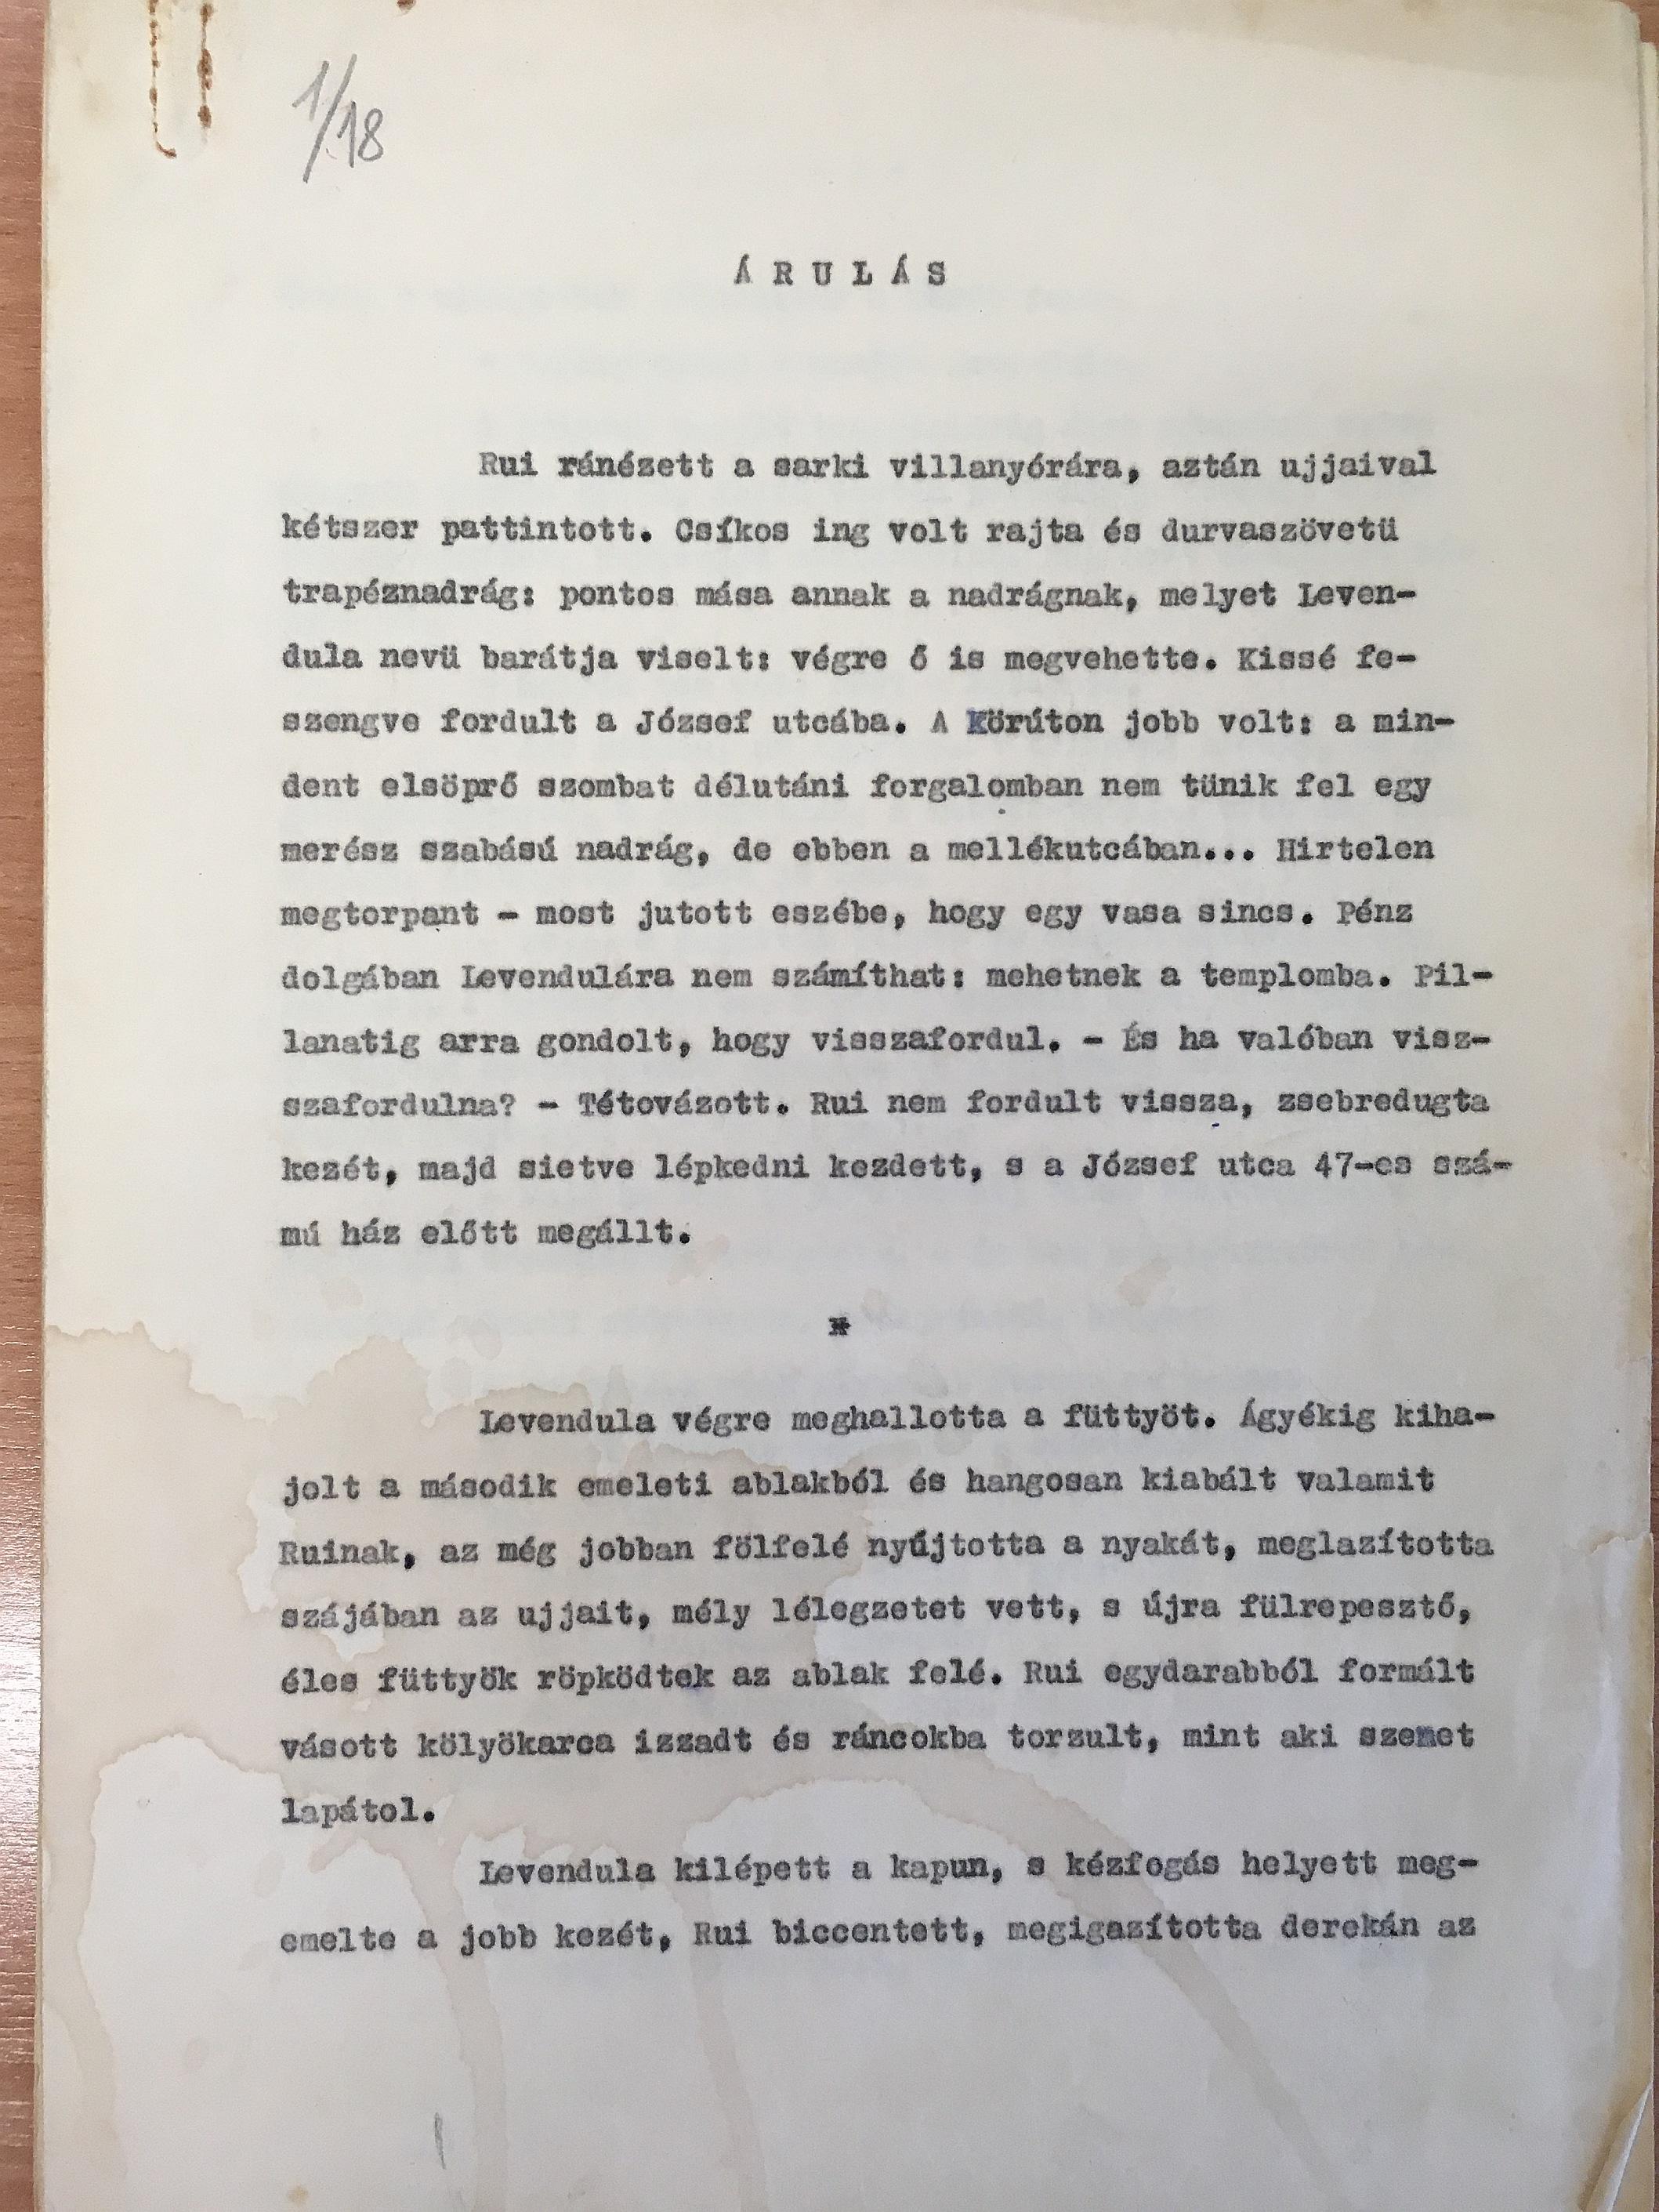 1/18
ÁRULÁS
Rui ránézett a sarki villanyórára, aztán ujjaival
kétszer pattintott. Csíkos ing volt rajta és durvaszövetü
trapéznadrág: pontos mása annak a nadrágnak, melyet Leven-
dula nevü barátja viselt: végre ő is megvehette. Kissé fe-
szengve fordult a József utcába. A Körúton jobb volt: a min-
dent elsöprő szombat délutáni forgalomban nem tünik fel egy
merész szabású nadrág, de ebben a mellékutcában... Hirtelen
megtorpant - most jutott eszébe, hogy egy vasa sincs. Pénz
dolgában Levendulára nem számíthat: mehetnek a templomba. Pil-
lanatig arra gondolt, hogy visszafordul. - És ha valóban visz-
szafordulna? - Tétovázott. Rui nem fordult vissza, zsebredugta
kezét, majd sietve lépkedni kezdett, s a József utca 47-es szá-
mú ház előtt megállt.
*
Levendula végre meghallotta a füttyöt. Ágyékig kiha-
jolt a második emeleti ablakból és hangosan kiabált valamit
Ruinak, az még jobban fölfelé nyújtotta a nyakát, meglazította
szájában az ujjait, mély lélegzetet vett, s újra fülrepesztő,
éles füttyök röpködtek az ablak felé. Rui egydarabból formált
vásott kölyökarca izzadt és ráncokba torzult, mint aki szemet
lapátol.
Levendula kilépett a kapun, s kézfogás helyett meg-
emelte a jobb kezét, Rui biccentett, megigazította derekán az